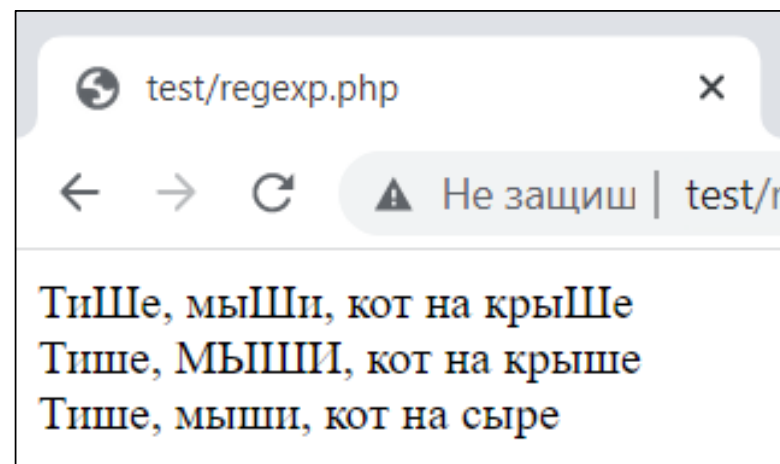 test/regexp.php
Не защищ | test/r
ТиШе, мыШи, кот на крыШе
Тише, МЫШИ, кот на крыше
Тише, мыши, кот на сыре